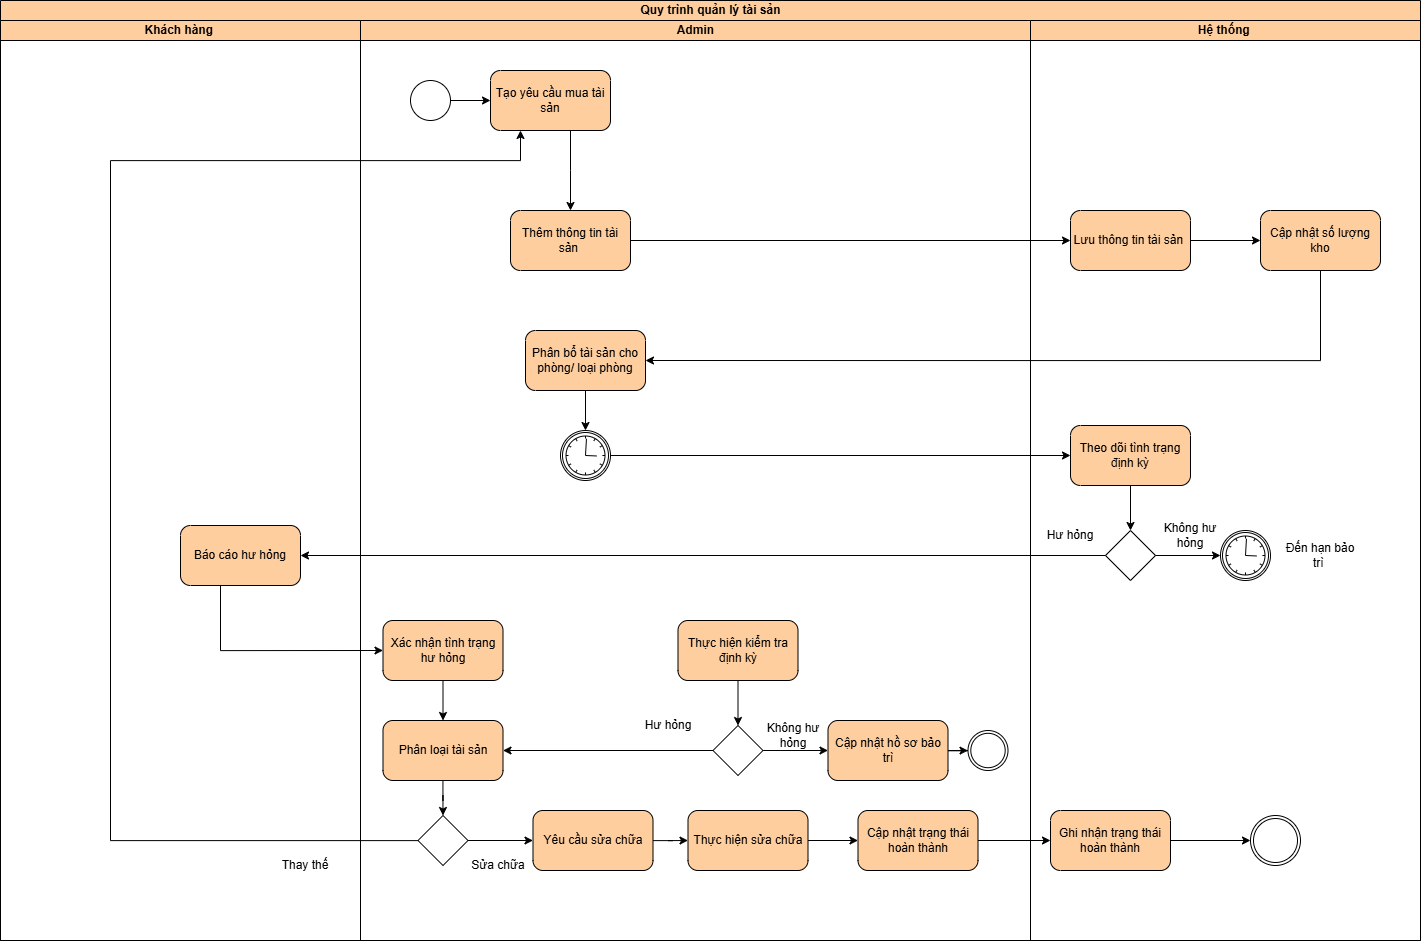 Quy trình quản lý tài sản
Khách hàng
Admin
Hệ thống
Tạo yêu cầu mua tài
sản
Thêm thông tin tài
sản
Lưu thông tin tài sản
Cập nhật số lượng
kho
Phân bổ tài sản cho
phòng/ loại phòng
Theo dõi tình trạng
định kỳ
Hư hỏng
Không hư
hỏng
Đến hạn bảo
trì
Báo cáo hư hỏng
Xác nhận tình trạng
hư hỏng
Thực hiện kiểm tra
định kỳ
Phân loại tài sản
Hư hỏng
Không hư
hỏng
Cập nhật hồ sơ bảo
trì
Thay thế
Sửa chữa
Yêu cầu sửa chữa
Thực hiện sửa chữa
Cập nhật trạng thái
hoàn thành
Ghi nhận trạng thái
hoàn thành